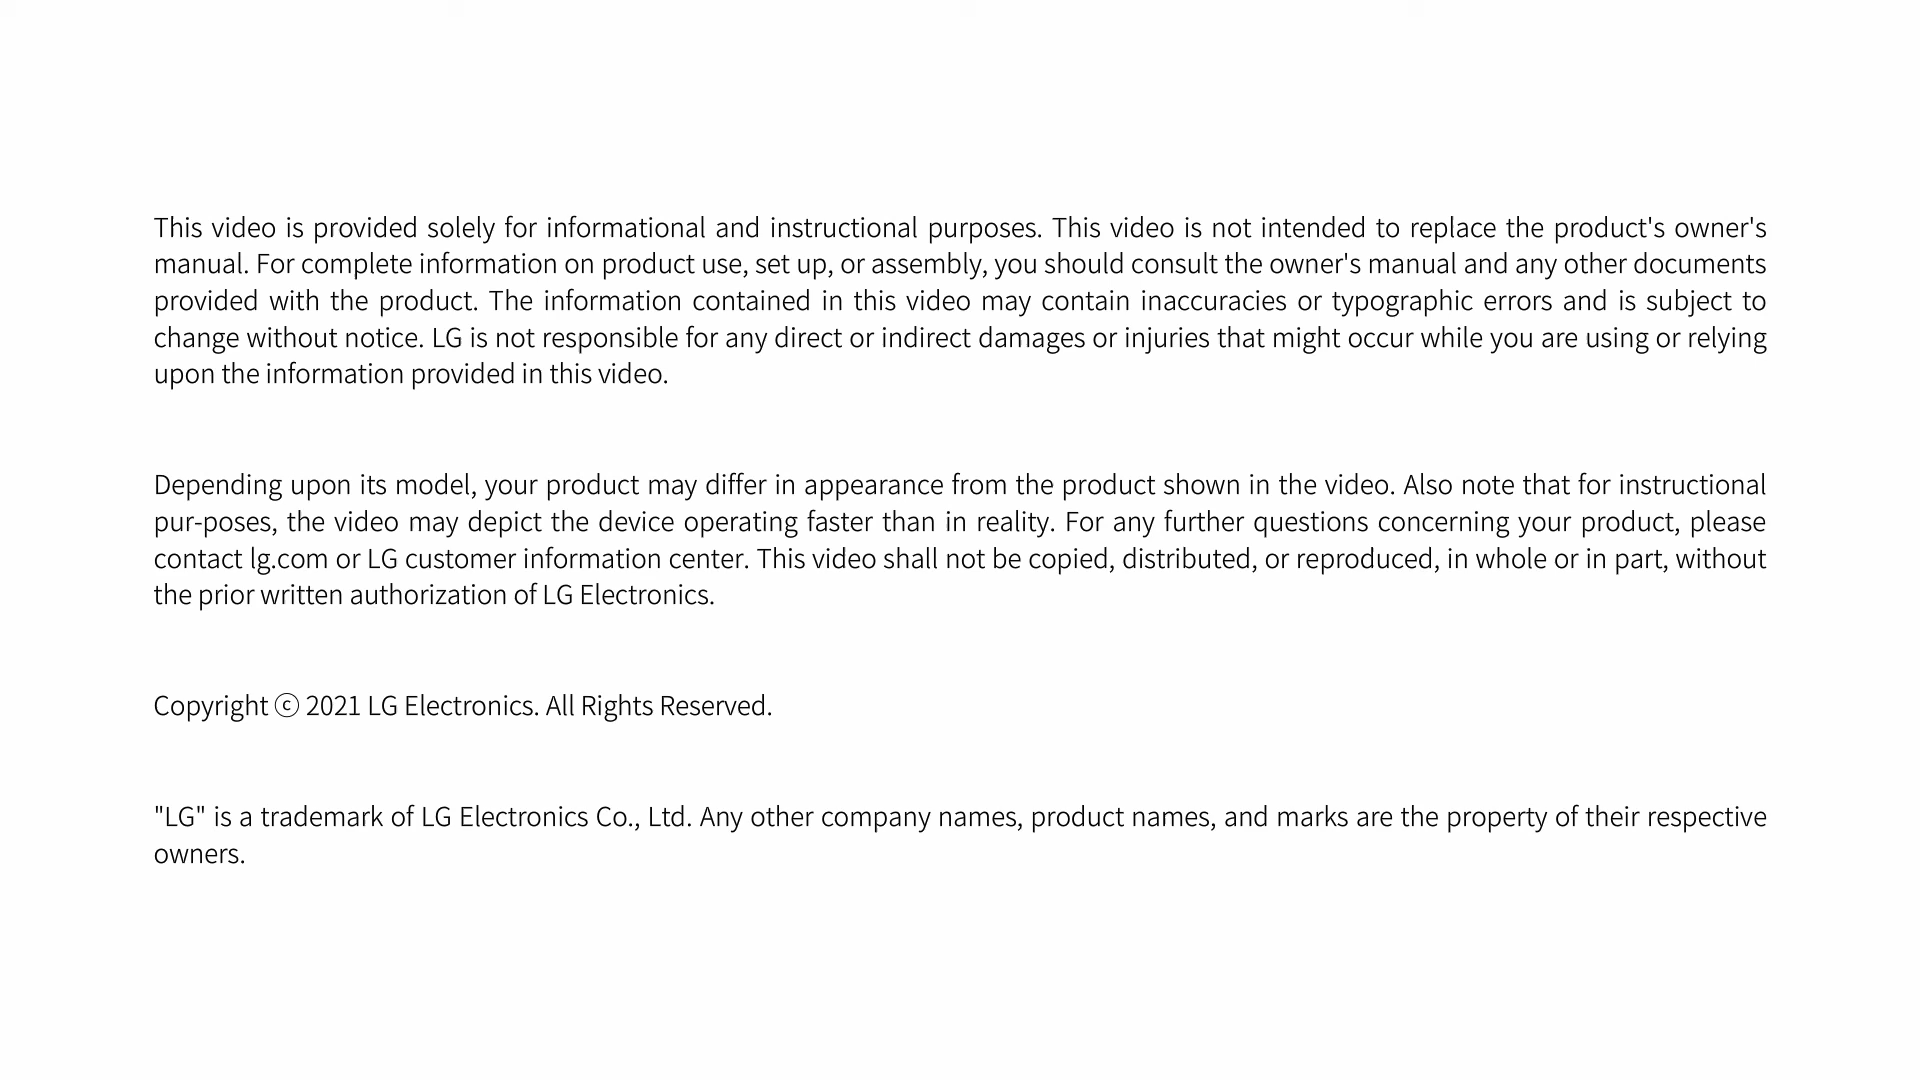 This video is provided solely for informational and instructional purposes. This video is not intended to replace the product's owner's
manual. For complete information on product use, set up, or assembly, you should consult the owner's manual and any other documents
provided with the product. The information contained in this video may contain inaccuracies or typographic errors and is subject to
change without notice. LG is not responsible for any direct or indirect damages or injuries that might occur while you are using or relying
upon the information provided in this video.
Depending upon its model, your product may differ in appearance from the product shown in the video. Also note that for instructional
pur-poses, the video may depict the device operating faster than in reality. For any further questions concerning your product, please
contact lg.com or LG customer information center. This video shall not be copied, distributed, or reproduced, in whole or in part, without
the prior written authorization of LG Electronics.
Copyright ⓒ 2021 LG Electronics. All Rights Reserved.
"LG" is a trademark of LG Electronics Co., Ltd. Any other company names, product names, and marks are the property of their respective
owners.